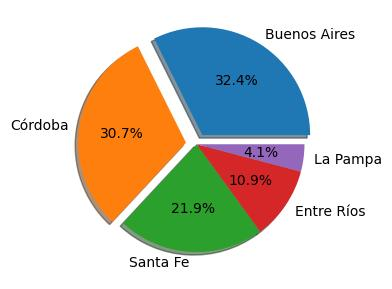 Buenos Aires
32.4%
Córdoba
30.7%
4.1%
La Pampa
10.9%
21.9%
Entre Ríos
Santa Fe